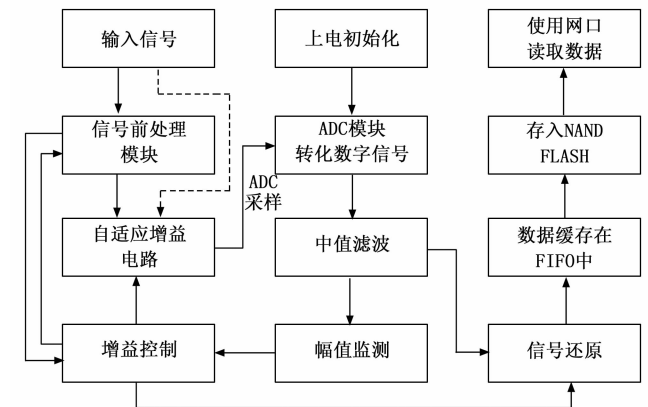 输入信号
上电初始化
使用网口
读取数据
信号前处理
模块
ADC模块
转化数字信号
存入NAND
FLASH
ADC
采样
自适应增益
电路
中值滤波
数据缓存在
FIFO中
增益控制
幅值监测
信号还原